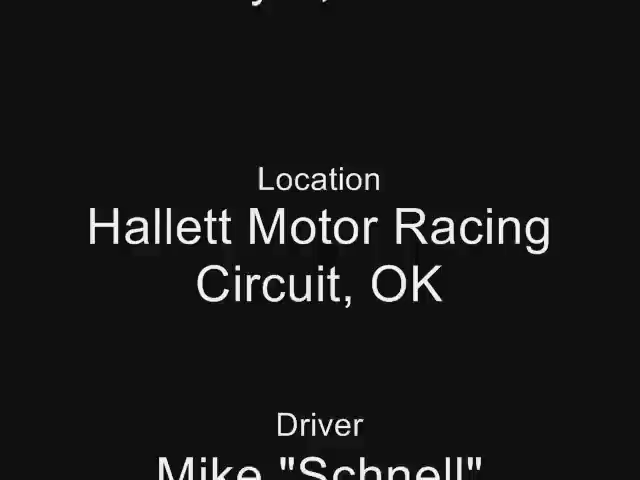 Location
Hallett Motor Racing
Circuit, OK
Driver
Mike "Schnell"